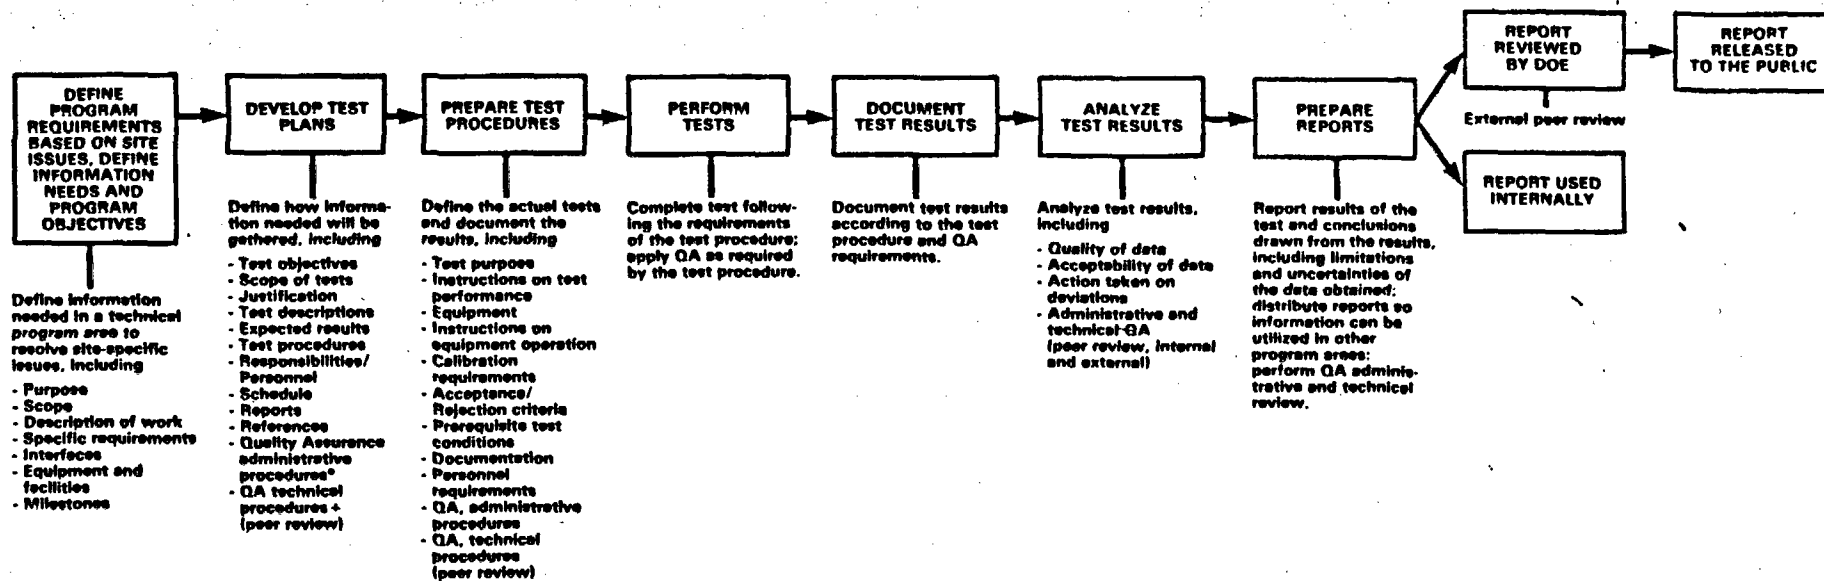 DEFINE
PROGRAM
REQUIREMENTS
BASED ON SITE
ISSUES, DEFINE
INFORMATION
NEEDS AND
PROGRAM
OBJECTIVES
Define information
needed in a technical
program area to
resolve site-specific
issues, including
- Purpose
- Scope
- Description of work
- Specific requirements
- Interfaces
- Equipment and
facilities
- Milestones
DEVELOP TEST
PLANS
Define how informa-
tion needed will be
gethered, including
- Test objectives
- Scope of tests
- Justification
- Test descriptions
- Expected results
- Test procedures
- Responsibilities/
Personnel
- Schedule
- Reports
- References
- Quality Assurance
administrative
procedures*
- QA technical
procedures +
(peer review)
PREPARE TEST
PROCEDURES
Define the actual tests
and document the
results, including
- Test purpose
- Instructions on test
performance
- Equipment
- Instructions on
equipment operation
- Calibration
requirements
- Acceptance/
Rejection criteria
- Prerequisite test
conditions
- Documentation
- Personnel
requirements
- QA, administrative
procedures
- QA, technical
procedures
(peer review)
PERFORM
TESTS
Complete test follow-
ing the requirements
of the test procedure;
apply QA as required
by the test procedure.
DOCUMENT
TEST RESULTS
Document test results
according to the test
procedure and QA
requirements.
ANALYZE
TEST RESULTS
Analyze test results,
including
- Quality of data
- Acceptability of data
- Action taken on
deviations
- Administrative and
technical QA
(peer review, internal
and external)
PREPARE
REPORTS
Report results of the
test and conclusions
drawn from the results,
including limitations
and uncertainties of
the data obtained;
distribute reports so
information can be
utilized in other
program areas;
perform QA adminis-
trative and technical
review.
REPORT
REVIEWED
BY DOE
External peer review
REPORT USED
INTERNALLY
REPORT
RELEASED
TO THE PUBLIC